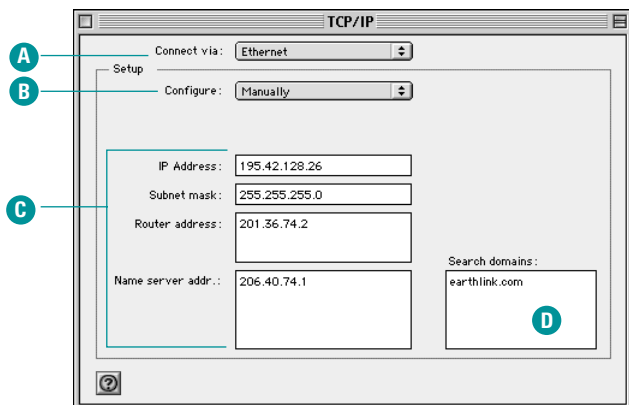 TCP/IP
A
Connect via: Ethernet
Setup
B
Configure: Manually
C
IP Address: 195.42.128.26
Subnet mask: 255.255.255.0
Router address: 201.36.74.2
Name server addr.: 206.40.74.1
Search domains:
earthlink.com
D
?